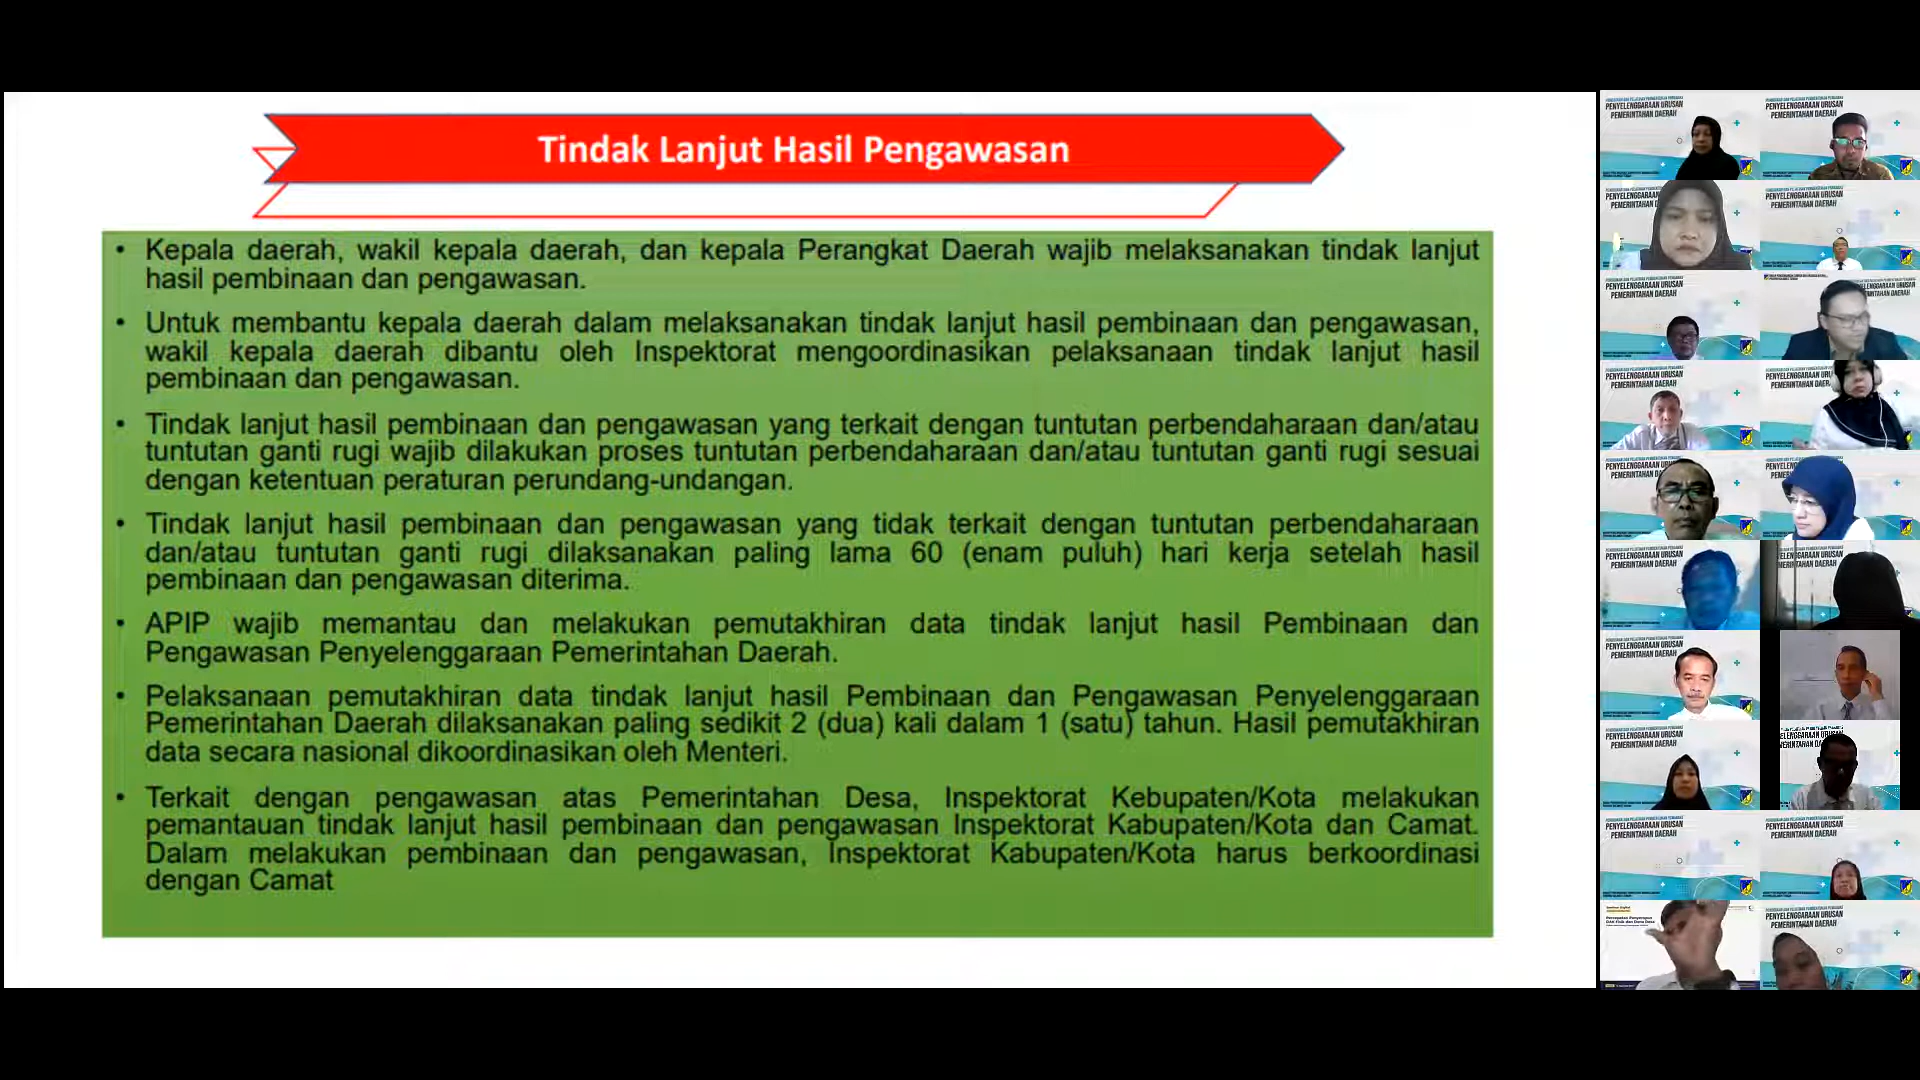 Tindak Lanjut Hasil Pengawasan
• Kepala daerah, wakil kepala daerah, dan kepala Perangkat Daerah wajib melaksanakan tindak lanjut
hasil pembinaan dan pengawasan.
• Untuk membantu kepala daerah dalam melaksanakan tindak lanjut hasil pembinaan dan pengawasan,
wakil kepala daerah dibantu oleh Inspektorat mengoordinasikan pelaksanaan tindak lanjut hasil
pembinaan dan pengawasan.
• Tindak lanjut hasil pembinaan dan pengawasan yang terkait dengan tuntutan perbendaharaan dan/atau
tuntutan ganti rugi wajib dilakukan proses tuntutan perbendaharaan dan/atau tuntutan ganti rugi sesuai
dengan ketentuan peraturan perundang-undangan.
• Tindak lanjut hasil pembinaan dan pengawasan yang tidak terkait dengan tuntutan perbendaharaan
dan/atau tuntutan ganti rugi dilaksanakan paling lama 60 (enam puluh) hari kerja setelah hasil
pembinaan dan pengawasan diterima.
• APIP wajib memantau dan melakukan pemutakhiran data tindak lanjut hasil Pembinaan dan
Pengawasan Penyelenggaraan Pemerintahan Daerah.
• Pelaksanaan pemutakhiran data tindak lanjut hasil Pembinaan dan Pengawasan Penyelenggaraan
Pemerintahan Daerah dilaksanakan paling sedikit 2 (dua) kali dalam 1 (satu) tahun. Hasil pemutakhiran
data secara nasional dikoordinasikan oleh Menteri.
• Terkait dengan pengawasan atas Pemerintahan Desa, Inspektorat Kebupaten/Kota melakukan
pemantauan tindak lanjut hasil pembinaan dan pengawasan Inspektorat Kabupaten/Kota dan Camat.
Dalam melakukan pembinaan dan pengawasan, Inspektorat Kabupaten/Kota harus berkoordinasi
dengan Camat
PENYELENGGARAAN URUSAN
PEMERINTAHAN DAERAH
PENYELENGGARAAN URUSAN
PEMERINTAHAN DAERAH